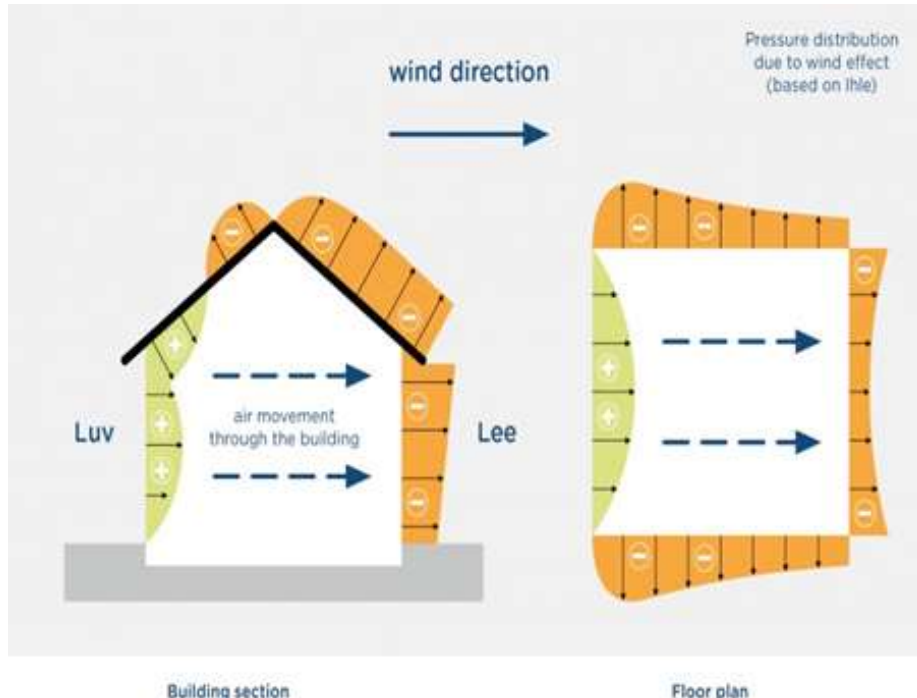 Pressure distribution
due to wind effect
(based on Ihle)
wind direction
Luv
air movement
through the building
Lee
Building section
Floor plan